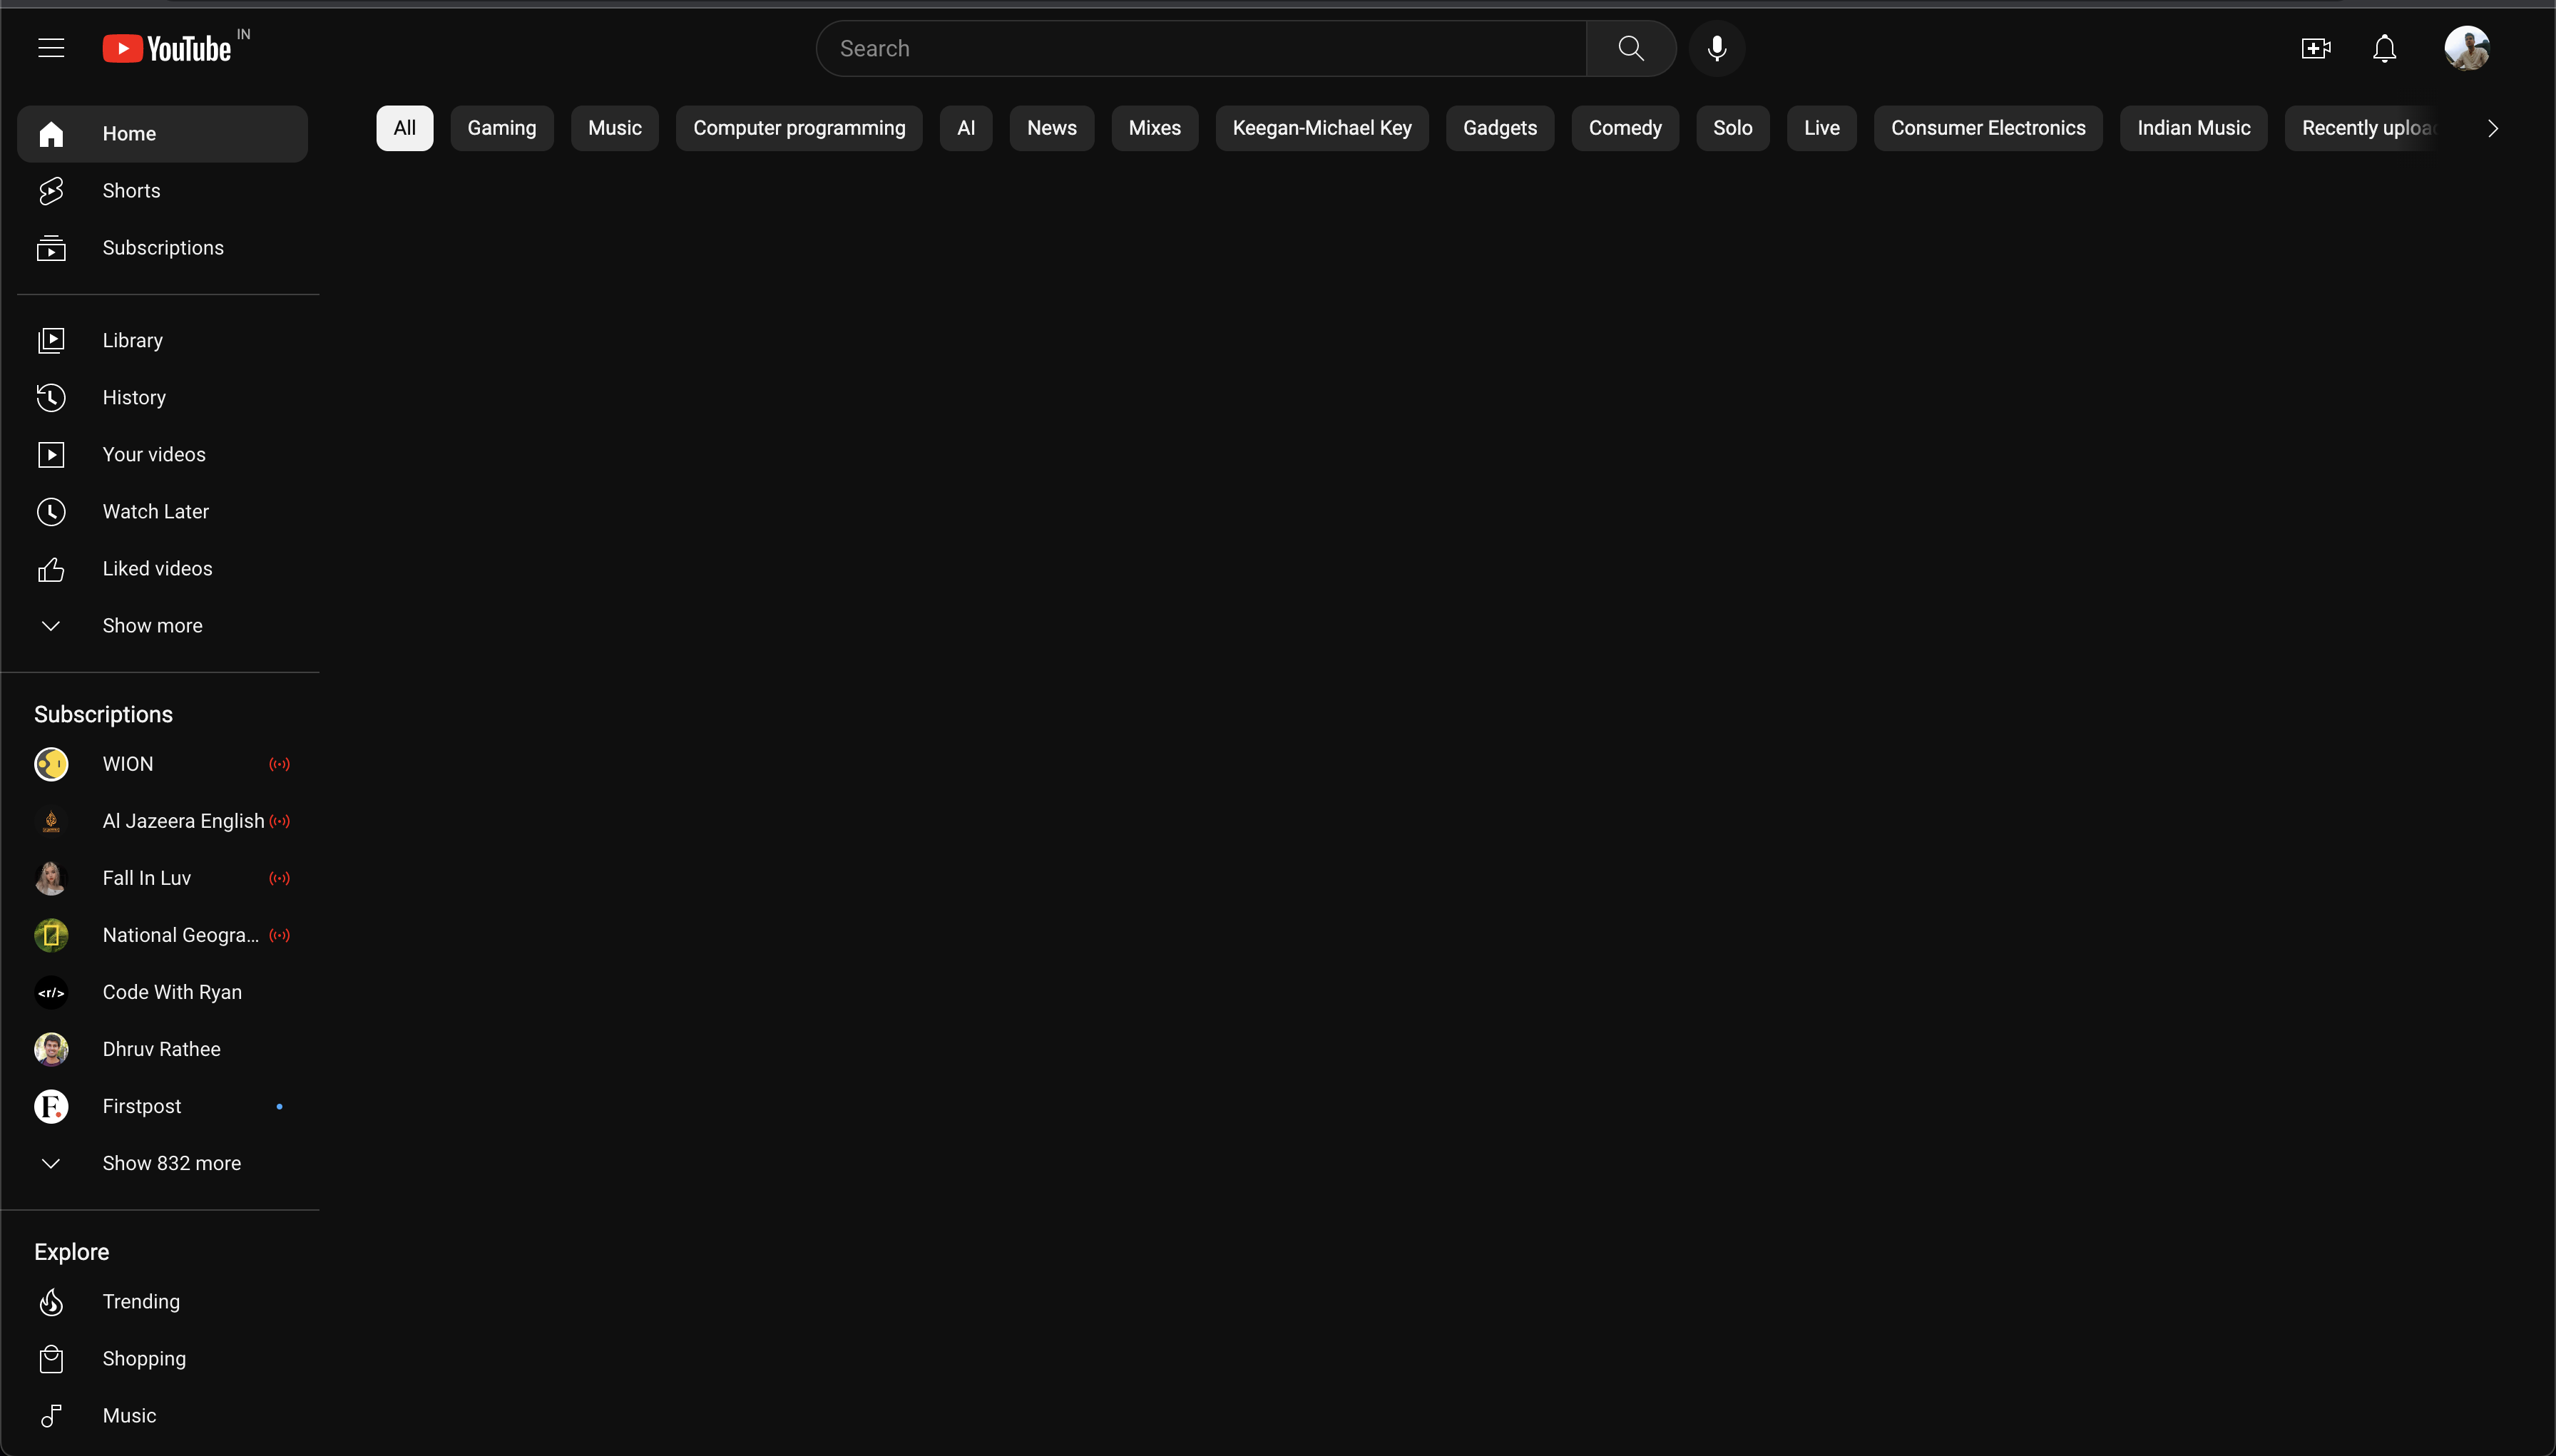 YouTube IN
Search
Home
Shorts
Subscriptions
Library
History
Your videos
Watch Later
Liked videos
Show more
Subscriptions
WION
Al Jazeera English
Fall In Luv
National Geogra...
<r/> Code With Ryan
Dhruv Rathee
F. Firstpost
Show 832 more
Explore
Trending
Shopping
Music
All Gaming Music Computer programming AI News Mixes Keegan-Michael Key Gadgets Comedy Solo Live Consumer Electronics Indian Music Recently uploa